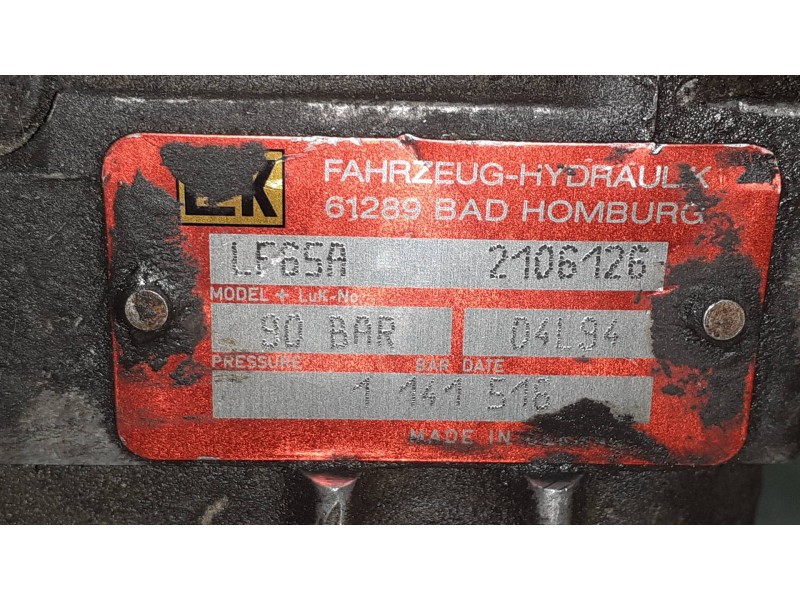 FAHRZEUG-HYDRAULIK
61289 BAD HOMBURG
LF65A 2106126
MODEL + LuK-No
90 BAR 04L94
PRESSURE BAR DATE
1 141 518
MADE IN